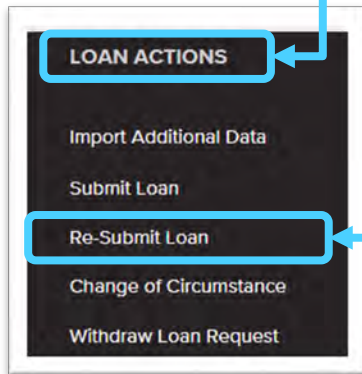 LOAN ACTIONS
Import Additional Data
Submit Loan
Re-Submit Loan
Change of Circumstance
Withdraw Loan Request